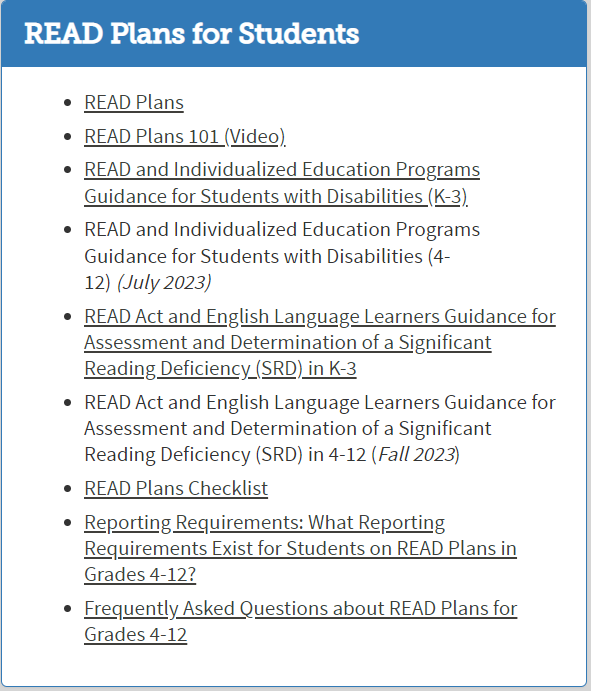 READ Plans for Students
READ Plans
READ Plans 101 (Video)
READ and Individualized Education Programs
Guidance for Students with Disabilities (K-3)
READ and Individualized Education Programs
Guidance for Students with Disabilities (4-
12) (July 2023)
READ Act and English Language Learners Guidance for
Assessment and Determination of a Significant
Reading Deficiency (SRD) in K-3
READ Act and English Language Learners Guidance for
Assessment and Determination of a Significant
Reading Deficiency (SRD) in 4-12 (Fall 2023)
READ Plans Checklist
Reporting Requirements: What Reporting
Requirements Exist for Students on READ Plans in
Grades 4-12?
Frequently Asked Questions about READ Plans for
Grades 4-12